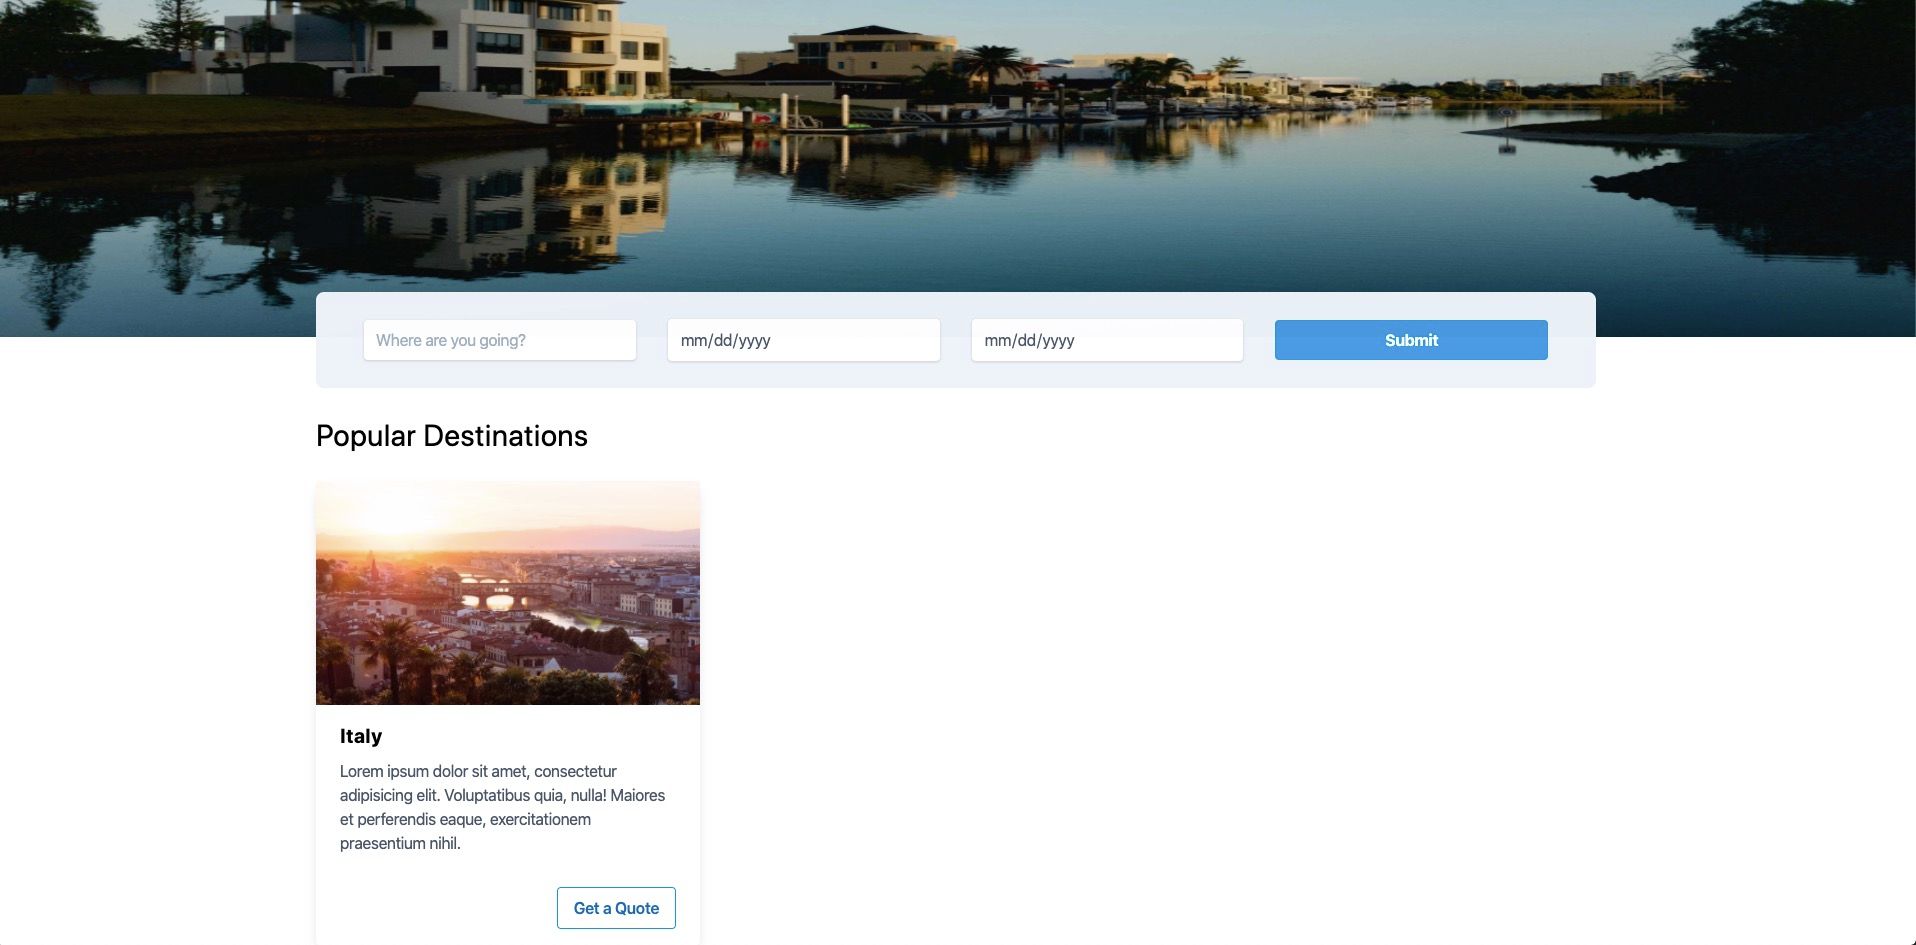 Where are you going?
mm/dd/yyyy
mm/dd/yyyy
Submit
Popular Destinations
Italy
Lorem ipsum dolor sit amet, consectetur
adipisicing elit. Voluptatibus quia, nulla! Maiores
et perferendis eaque, exercitationem
praesentium nihil.
Get a Quote